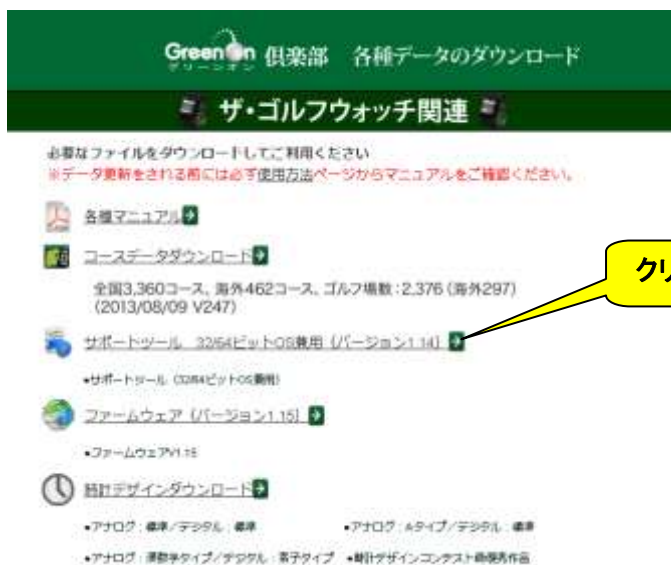 GreenOn 倶楽部 各種データのダウンロード
グリーンオン
ザ・ゴルフウォッチ関連
必要なファイルをダウンロードしてご利用ください
※データ更新をされる前には必ず使用方法ページからマニュアルをご確認ください。
各種マニュアル
コースデータダウンロード
全国3,360コース、海外462コース、ゴルフ場数:2,376 (海外297)
(2013/08/09 V247)
クリ
サポートツール 32/64ビットOS兼用 (バージョン1.14)
•サポートツール (32/64ビットOS兼用)
ファームウェア (バージョン1.15)
•ファームウェアV1.15
時計デザインダウンロード
•アナログ:標準/デジタル:標準 •アナログ:Aタイプ/デジタル:標準
•アナログ:漢数字タイプ/デジタル:電子タイプ •時計デザインコンテスト最優秀作品